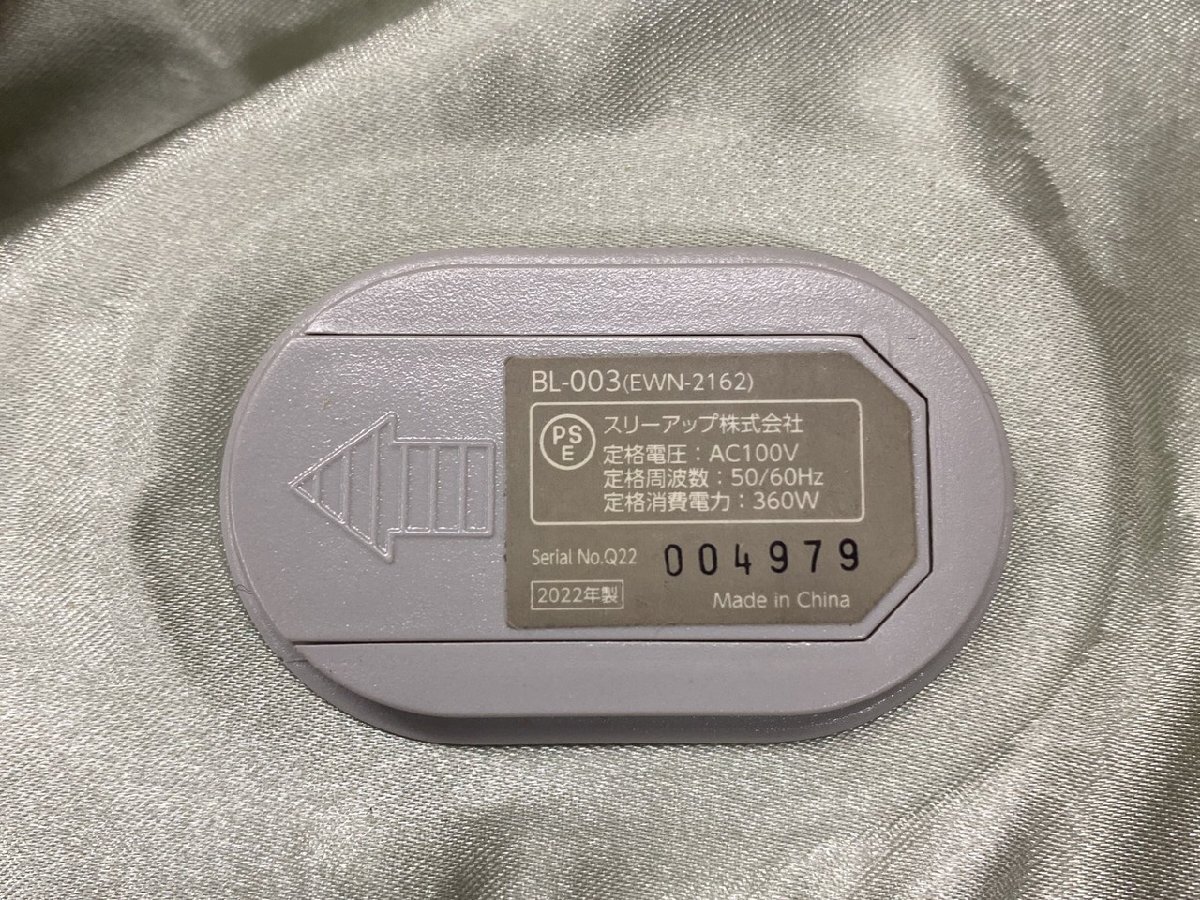 BL-003(EWN-2162)
PS
E
スリーアップ株式会社
定格電圧：AC100V
定格周波数：50/60Hz
定格消費電力：360W
Serial No.Q22 004979
2022年製
Made in China